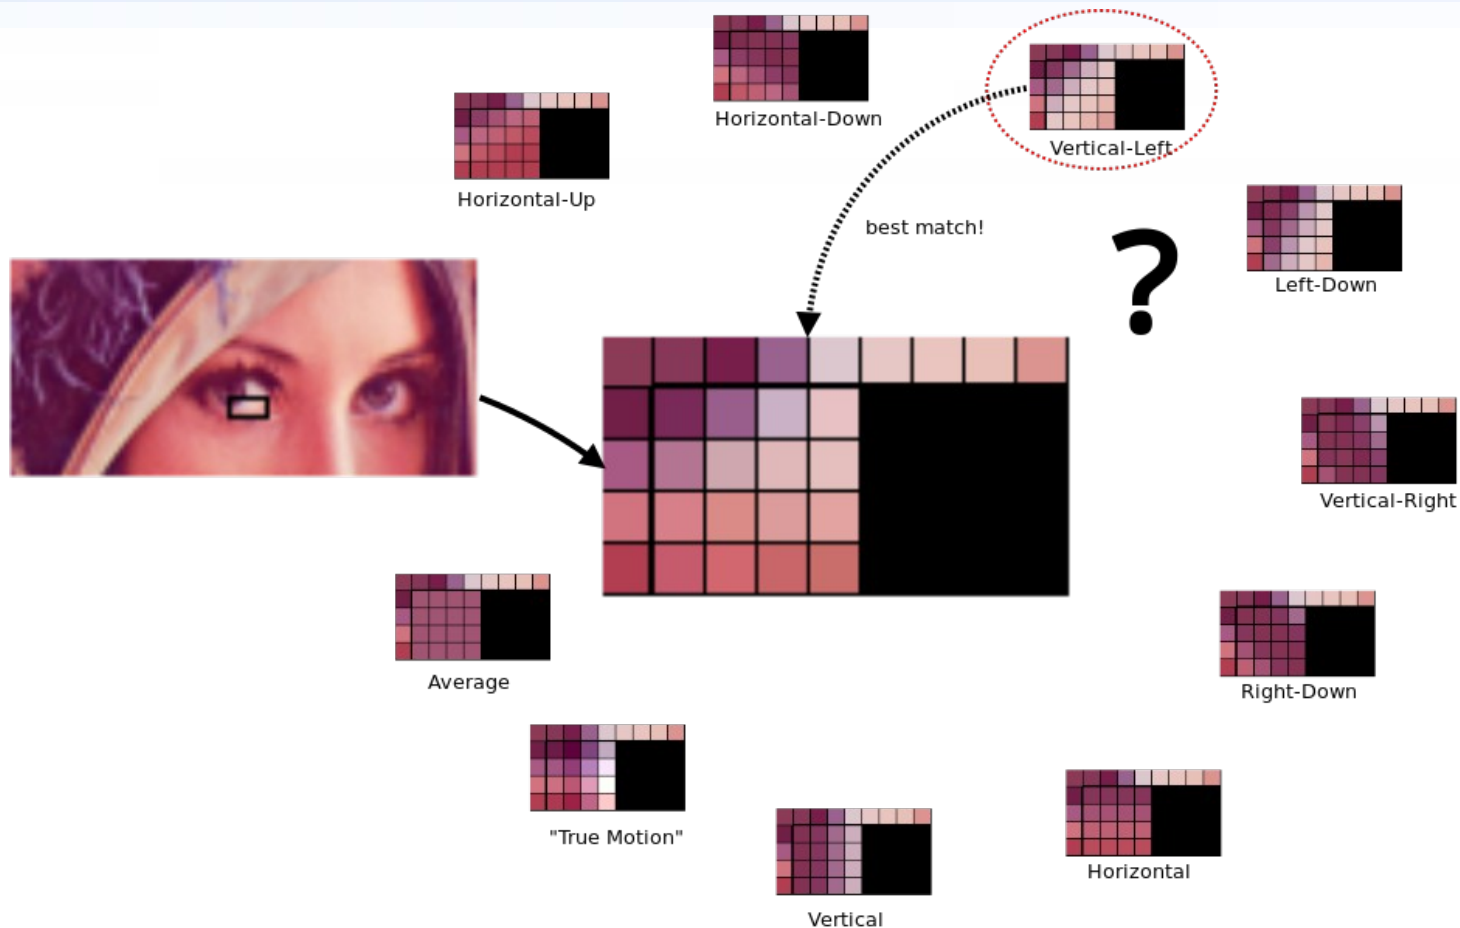 Horizontal-Down
Vertical-Left
Horizontal-Up
best match!
?
Left-Down
Vertical-Right
Average
Right-Down
"True Motion"
Horizontal
Vertical